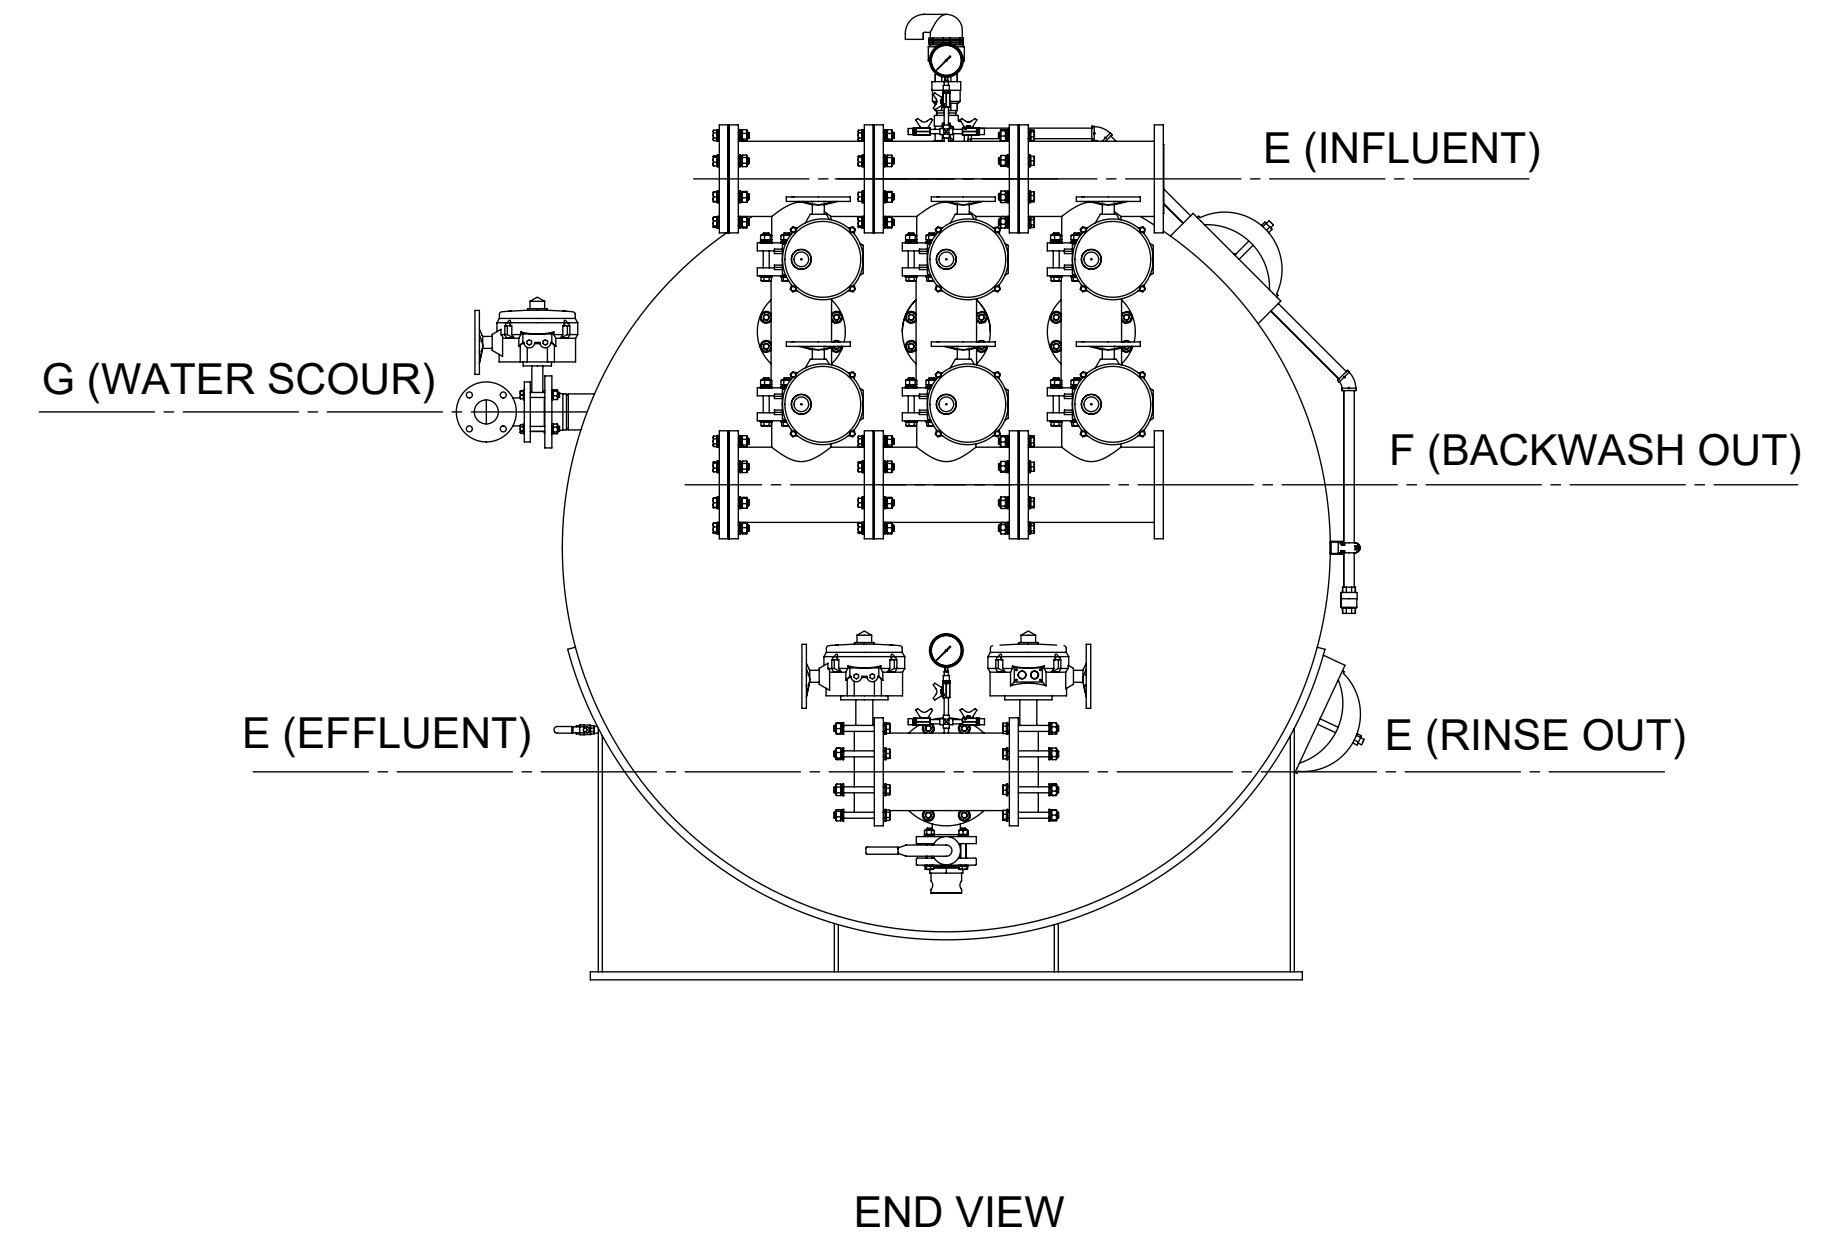 E (INFLUENT)
G (WATER SCOUR)
F (BACKWASH OUT)
E (EFFLUENT)
E (RINSE OUT)
END VIEW